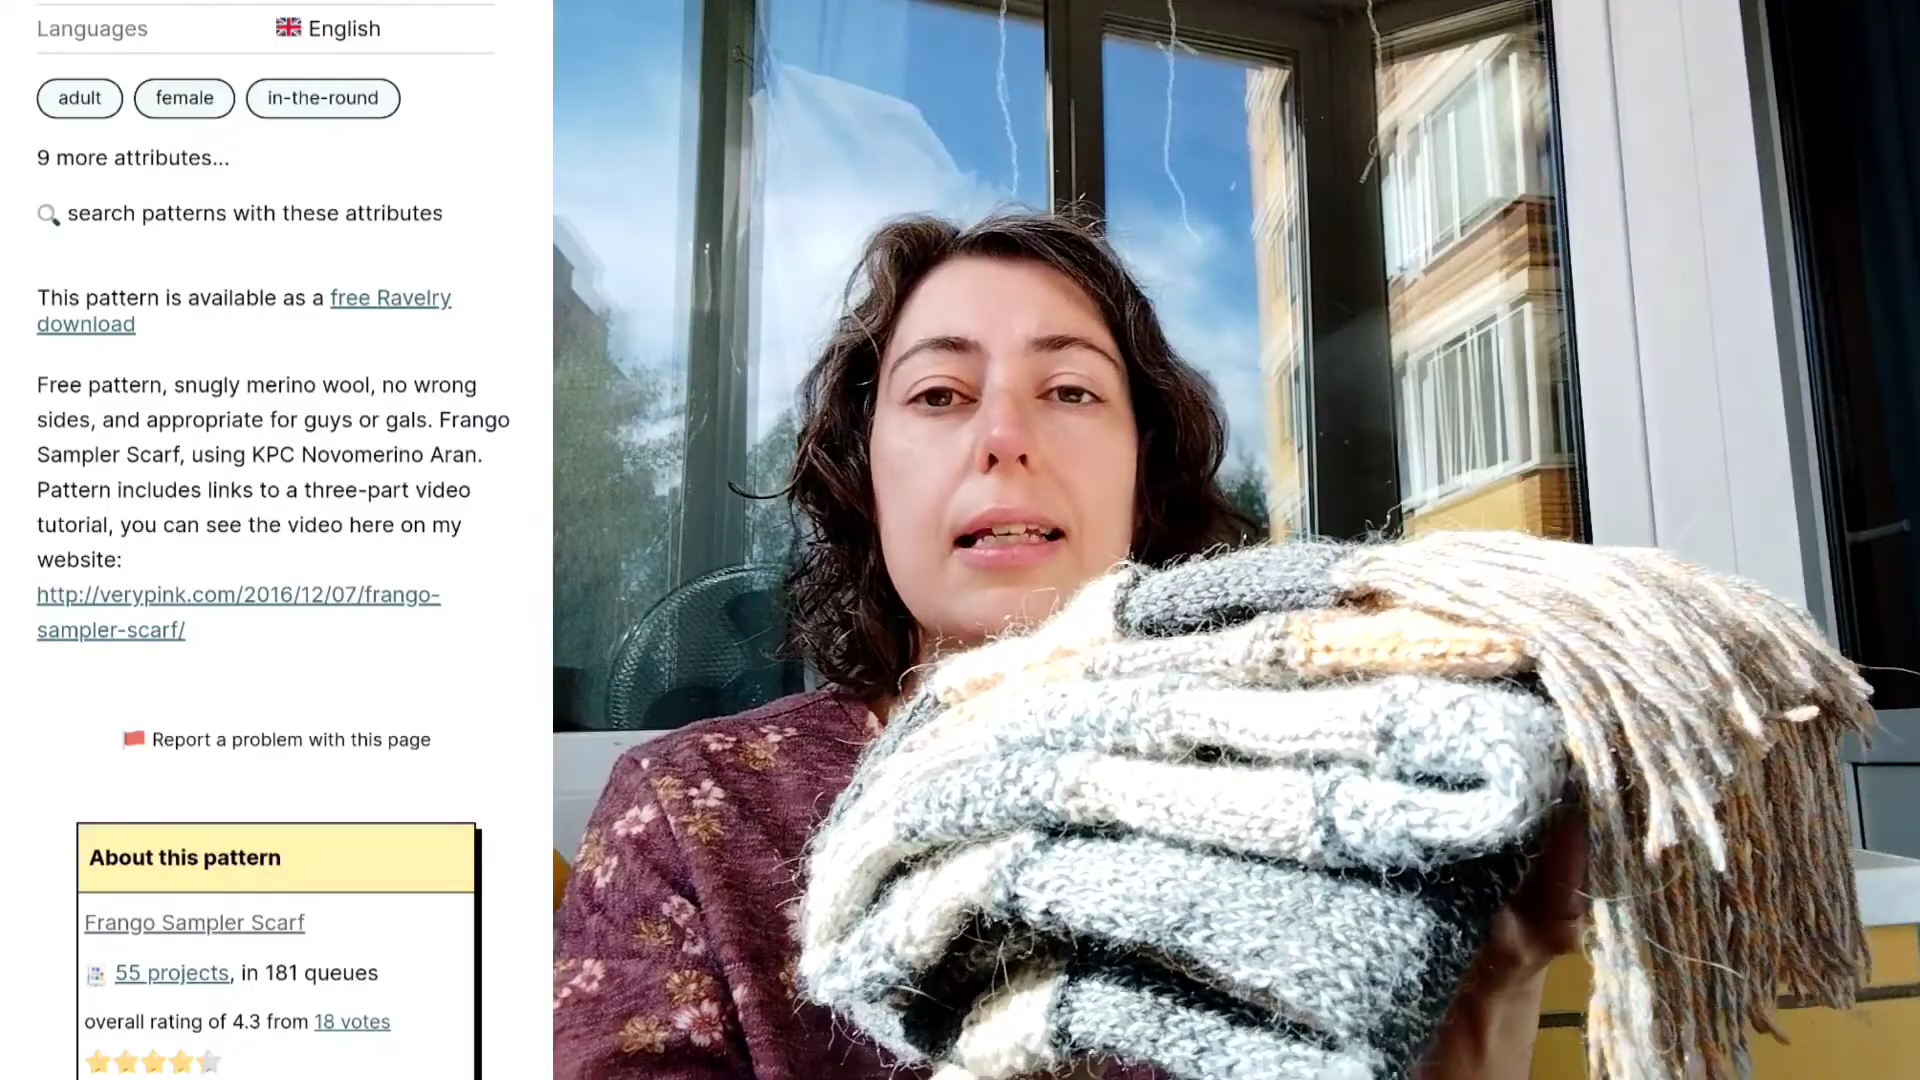 Languages English
adult female in-the-round
9 more attributes...
search patterns with these attributes
This pattern is available as a free Ravelry
download
Free pattern, snugly merino wool, no wrong
sides, and appropriate for guys or gals. Frango
Sampler Scarf, using KPC Novomerino Aran.
Pattern includes links to a three-part video
tutorial, you can see the video here on my
website:
http://verypink.com/2016/12/07/frango-
sampler-scarf/
Report a problem with this page
About this pattern
Frango Sampler Scarf
55 projects, in 181 queues
overall rating of 4.3 from 18 votes